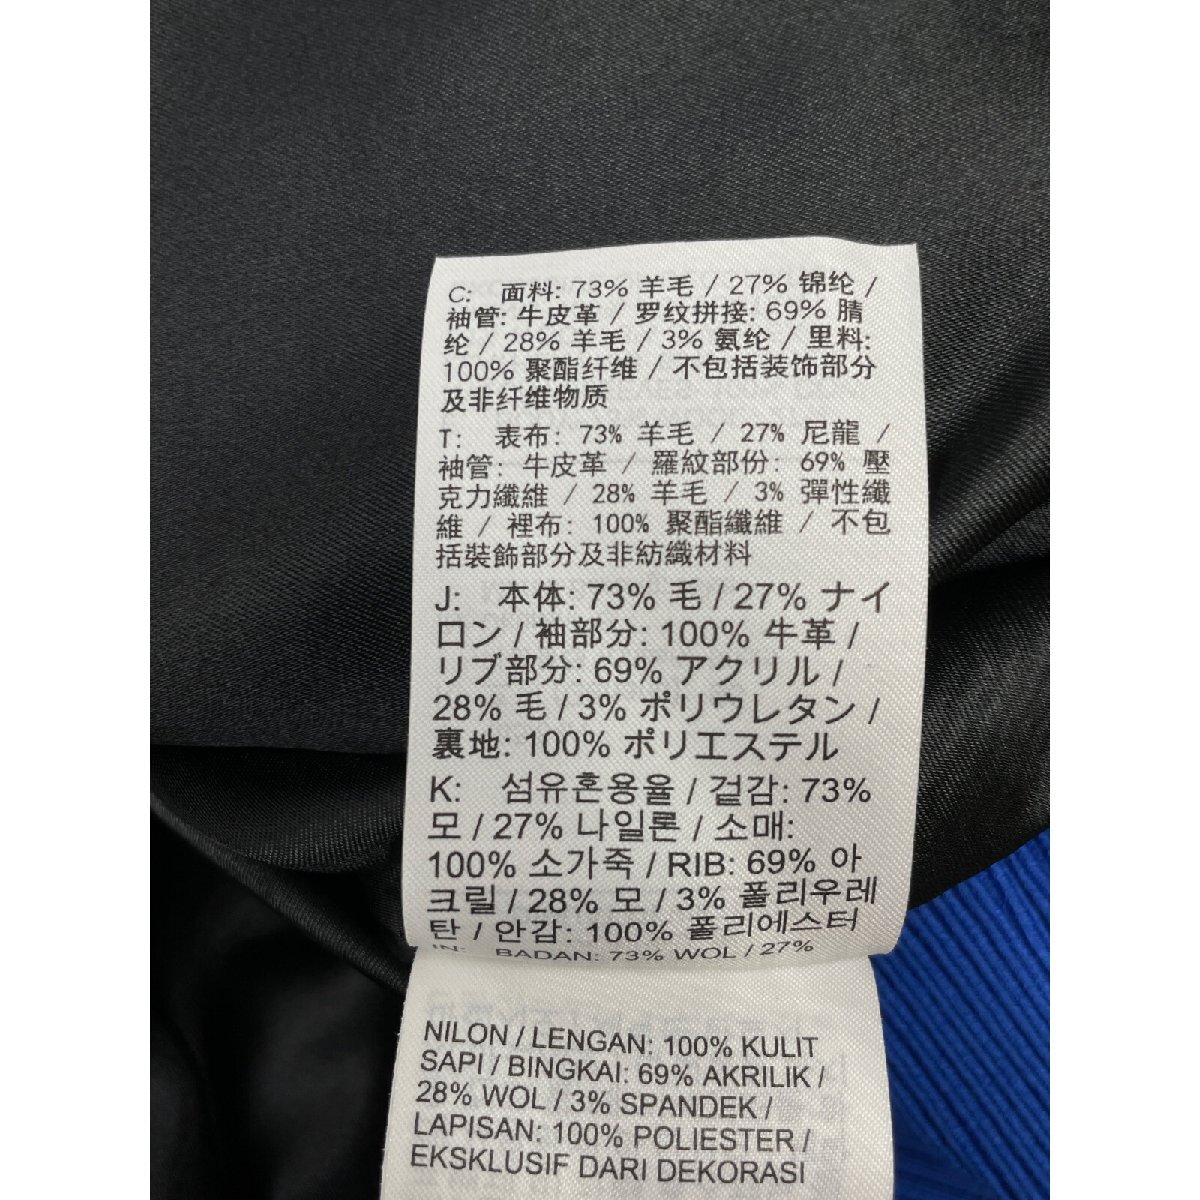 C: 面料: 73% 羊毛 / 27% 锦纶 /
袖管: 牛皮革 / 罗纹拼接: 69% 腈
纶 / 28% 羊毛 / 3% 氨纶 / 里料:
100% 聚酯纤维 / 不包括装饰部分
及非纤维物质
T: 表布: 73% 羊毛 / 27% 尼龍 /
袖管: 牛皮革 / 羅紋部份: 69% 壓
克力纖維 / 28% 羊毛 / 3% 彈性纖
維 / 裡布: 100% 聚酯纖維 / 不包
括裝飾部分及非紡織材料
J: 本体: 73% 毛 / 27% ナイ
ロン / 袖部分: 100% 牛革 /
リブ部分: 69% アクリル /
28% 毛 / 3% ポリウレタン /
裏地: 100% ポリエステル
K: 섬유혼용율 / 겉감: 73%
모 / 27% 나일론 / 소매:
100% 소가죽 / RIB: 69% 아
크릴 / 28% 모 / 3% 폴리우레
탄 / 안감: 100% 폴리에스터
IN: BADAN: 73% WOL / 27%
NILON / LENGAN: 100% KULIT
SAPI / BINGKAI: 69% AKRILIK /
28% WOL / 3% SPANDEK /
LAPISAN: 100% POLIESTER /
EKSKLUSIF DARI DEKORASI